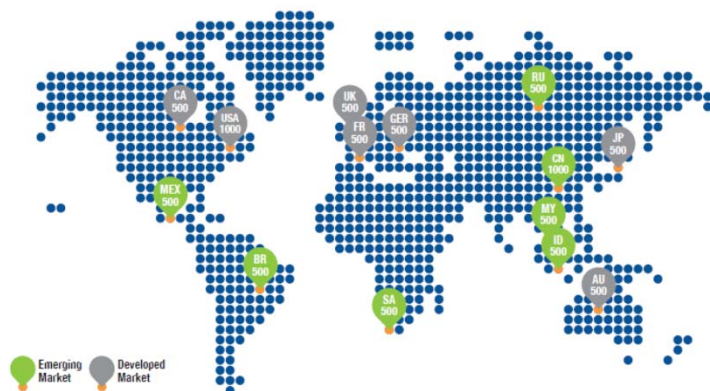 RU
500
CA
500
UK
500
USA
1000
FR
500
GER
500
JP
500
CN
1000
MEX
500
MY
500
ID
500
BR
500
AU
500
SA
500
Emerging
Market
Developed
Market